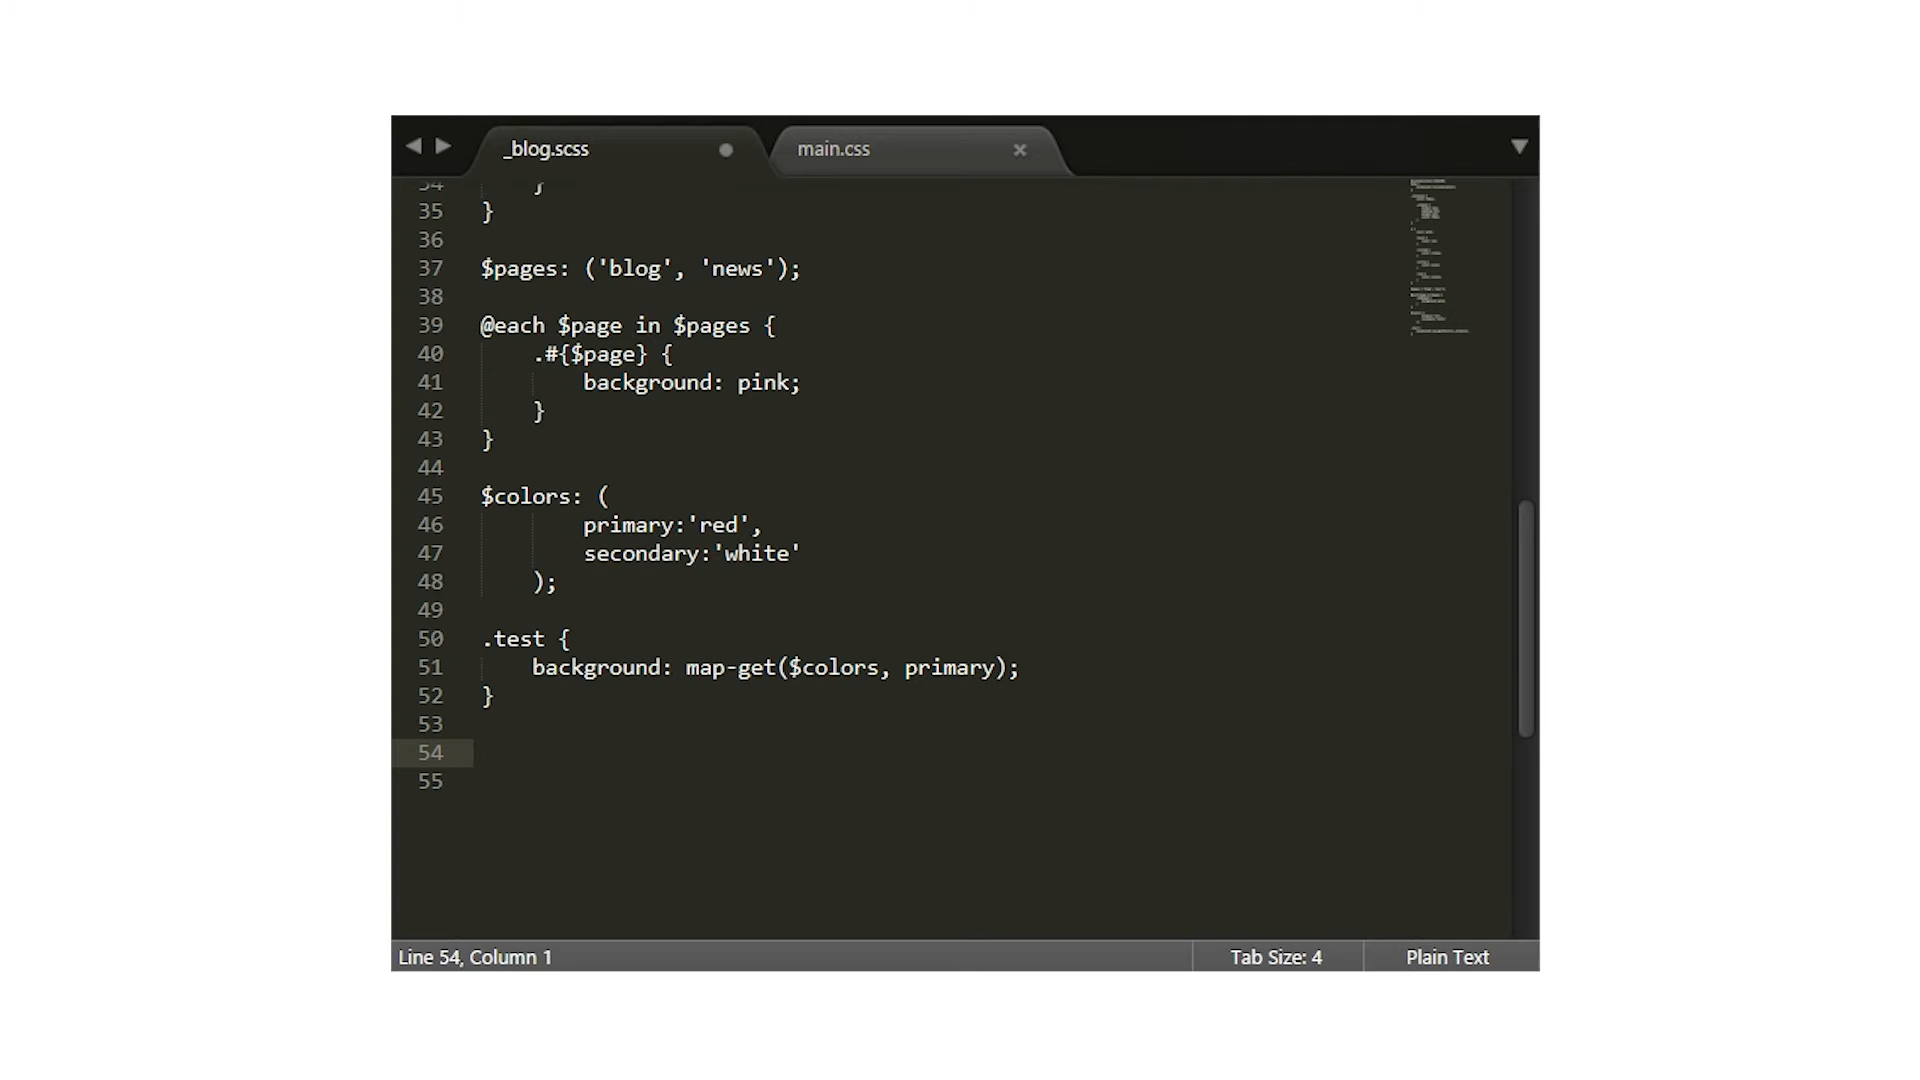 _blog.scss
main.css
34 }
35 }
36
37 $pages: ('blog', 'news');
38
39 @each $page in $pages {
40 .#{$page} {
41 background: pink;
42 }
43 }
44
45 $colors: (
46 primary:'red',
47 secondary:'white'
48 );
49
50 .test {
51 background: map-get($colors, primary);
52 }
53
54
55
Line 54, Column 1
Tab Size: 4
Plain Text